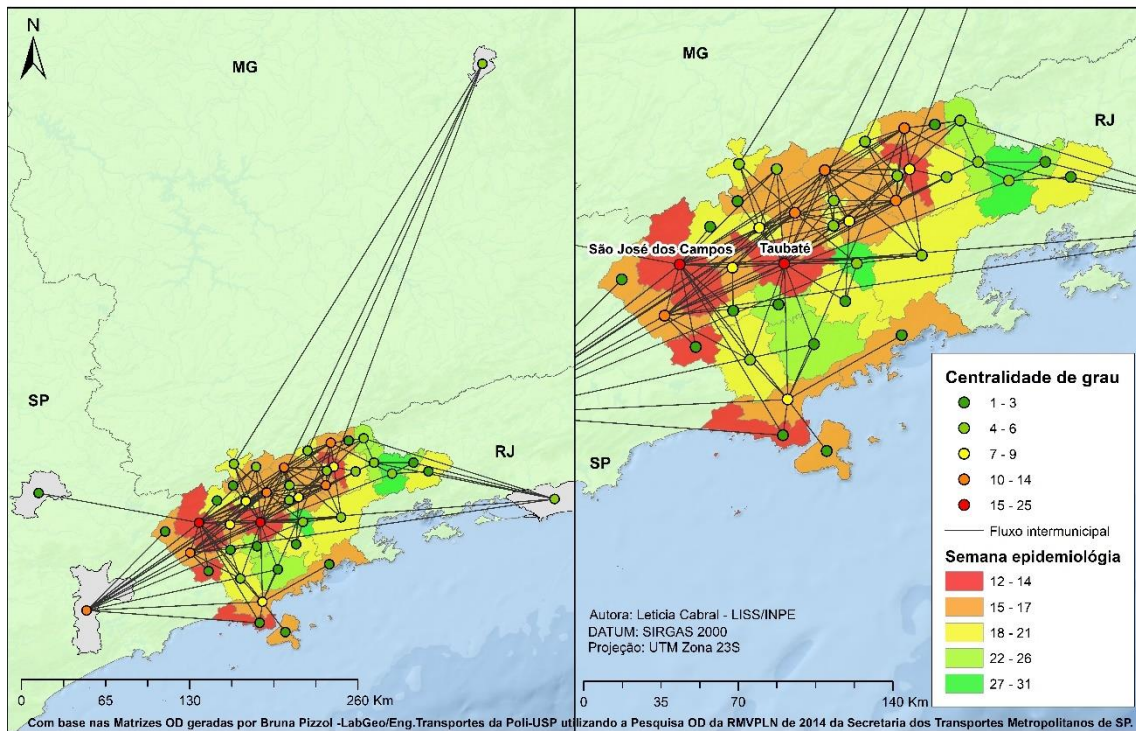 N
MG
SP
RJ
0 65 130 260 Km
MG
RJ
São José dos Campos
Taubaté
SP
Centralidade de grau
1 - 3
4 - 6
7 - 9
10 - 14
15 - 25
Fluxo intermunicipal
Semana epidemiológia
12 - 14
15 - 17
18 - 21
22 - 26
27 - 31
Autora: Leticia Cabral - LISS/INPE
DATUM: SIRGAS 2000
Projeção: UTM Zona 23S
0 35 70 140 Km
Com base nas Matrizes OD geradas por Bruna Pizzol -LabGeo/Eng.Transportes da Poli-USP utilizando a Pesquisa OD da RMVPLN de 2014 da Secretaria dos Transportes Metropolitanos de SP.